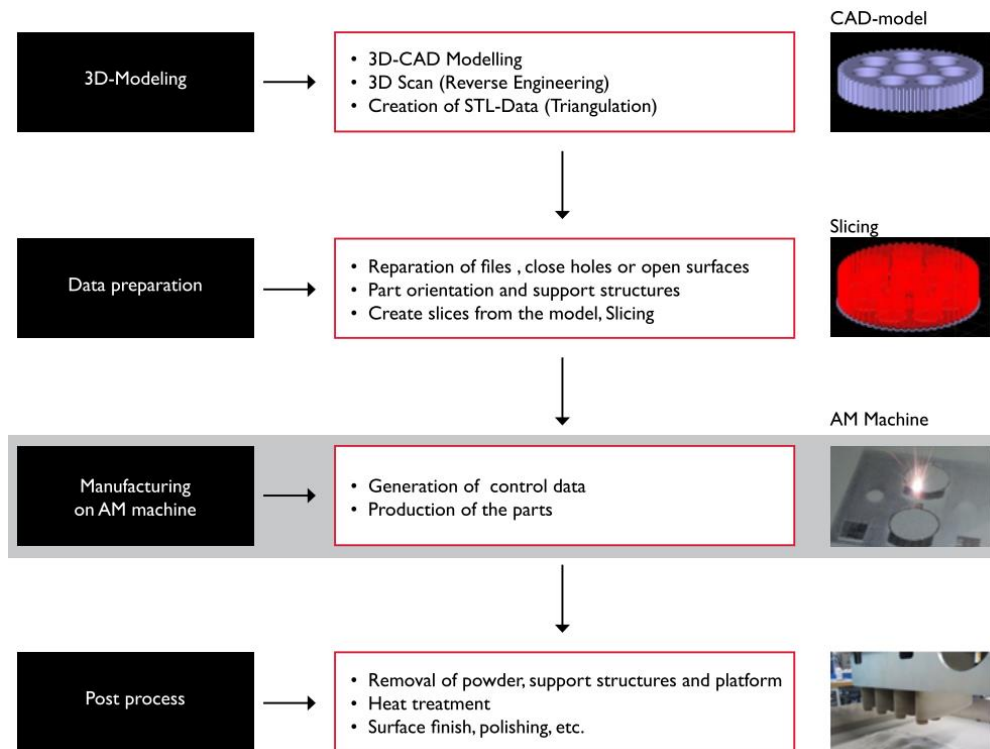 CAD-model
3D-Modeling
• 3D-CAD Modelling
• 3D Scan (Reverse Engineering)
• Creation of STL-Data (Triangulation)
Slicing
Data preparation
• Reparation of files , close holes or open surfaces
• Part orientation and support structures
• Create slices from the model, Slicing
AM Machine
Manufacturing
on AM machine
• Generation of control data
• Production of the parts
Post process
• Removal of powder, support structures and platform
• Heat treatment
• Surface finish, polishing, etc.